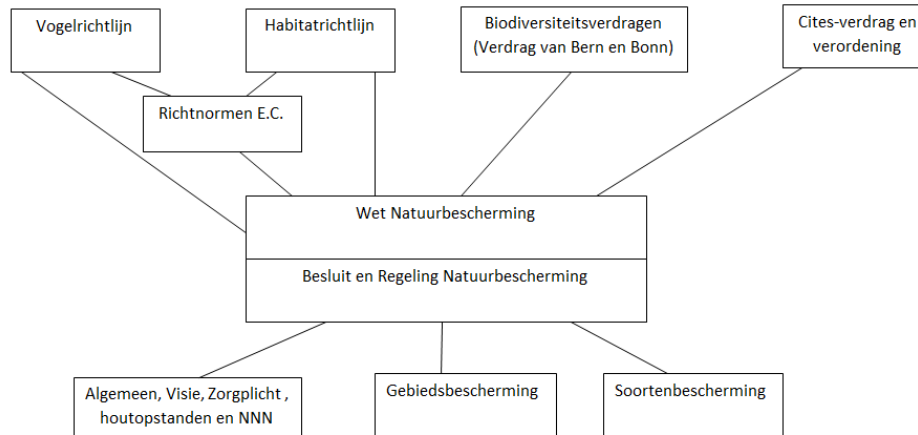 Vogelrichtlijn
Habitatrichtlijn
Biodiversiteitsverdragen
(Verdrag van Bern en Bonn)
Cites-verdrag en
verordening
Richtnormen E.C.
Wet Natuurbescherming
Besluit en Regeling Natuurbescherming
Algemeen, Visie, Zorgplicht ,
houtopstanden en NNN
Gebiedsbescherming
Soortenbescherming